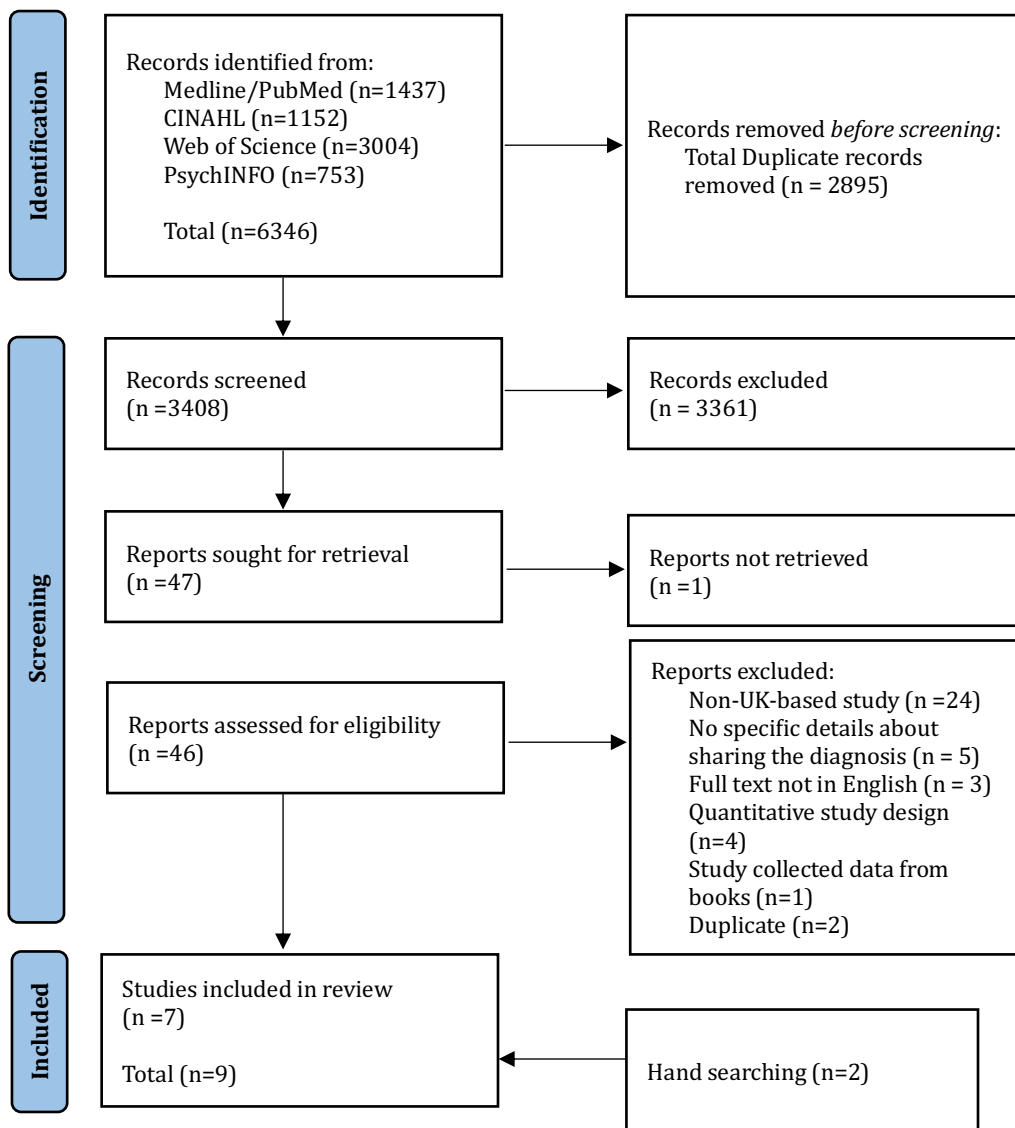 Identification
Records identified from:
Medline/PubMed (n=1437)
CINAHL (n=1152)
Web of Science (n=3004)
PsychINFO (n=753)
Total (n=6346)
Records removed before screening:
Total Duplicate records
removed (n = 2895)
Screening
Records screened
(n =3408)
Records excluded
(n = 3361)
Reports sought for retrieval
(n =47)
Reports not retrieved
(n =1)
Reports assessed for eligibility
(n =46)
Reports excluded:
Non-UK-based study (n =24)
No specific details about
sharing the diagnosis (n = 5)
Full text not in English (n = 3)
Quantitative study design
(n=4)
Study collected data from
books (n=1)
Duplicate (n=2)
Included
Studies included in review
(n =7)
Total (n=9)
Hand searching (n=2)